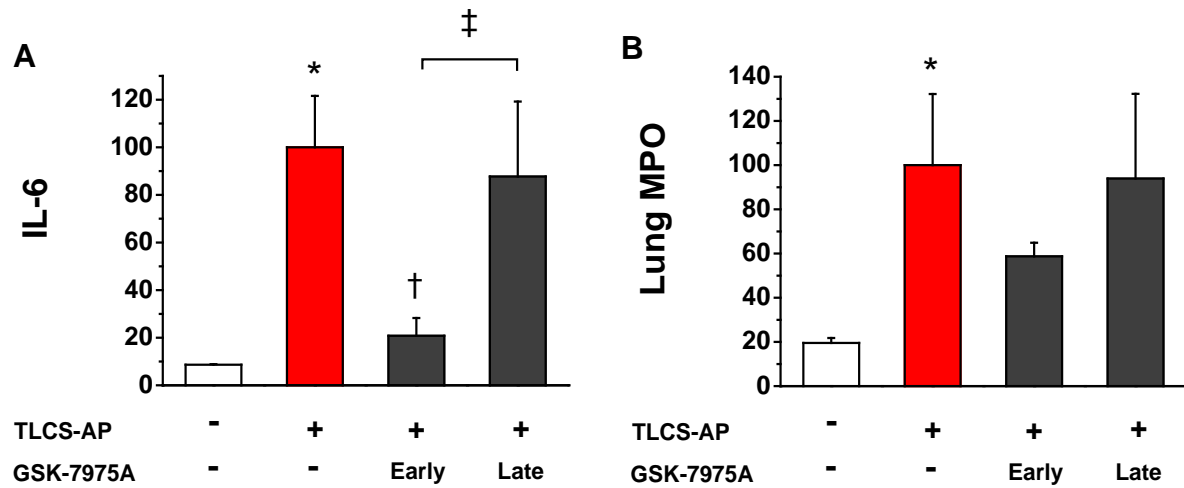 A
‡
IL-6
120
100
80
60
40
20
0
*
†
TLCS-AP - + + +
GSK-7975A - - Early Late
B
Lung MPO
140
120
100
80
60
40
20
0
*
TLCS-AP - + + +
GSK-7975A - - Early Late